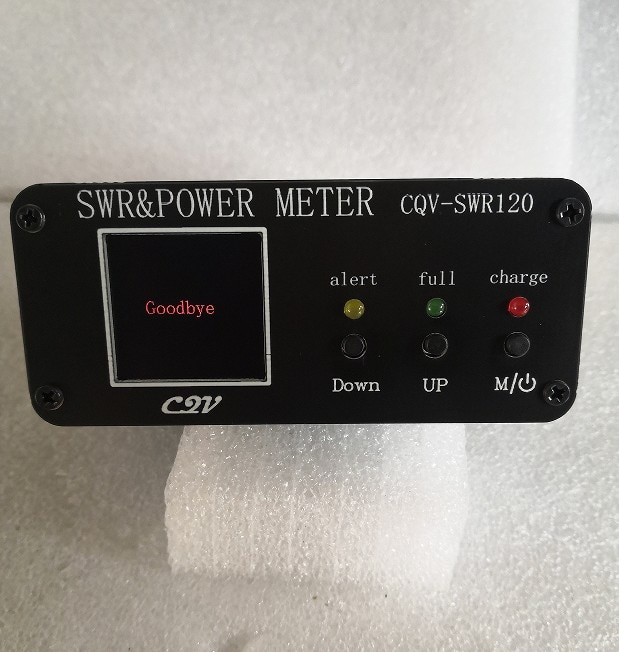 SWR&POWER METER CQV-SWR120
alert full charge
Goodbye
Down UP M/⏻
CQV